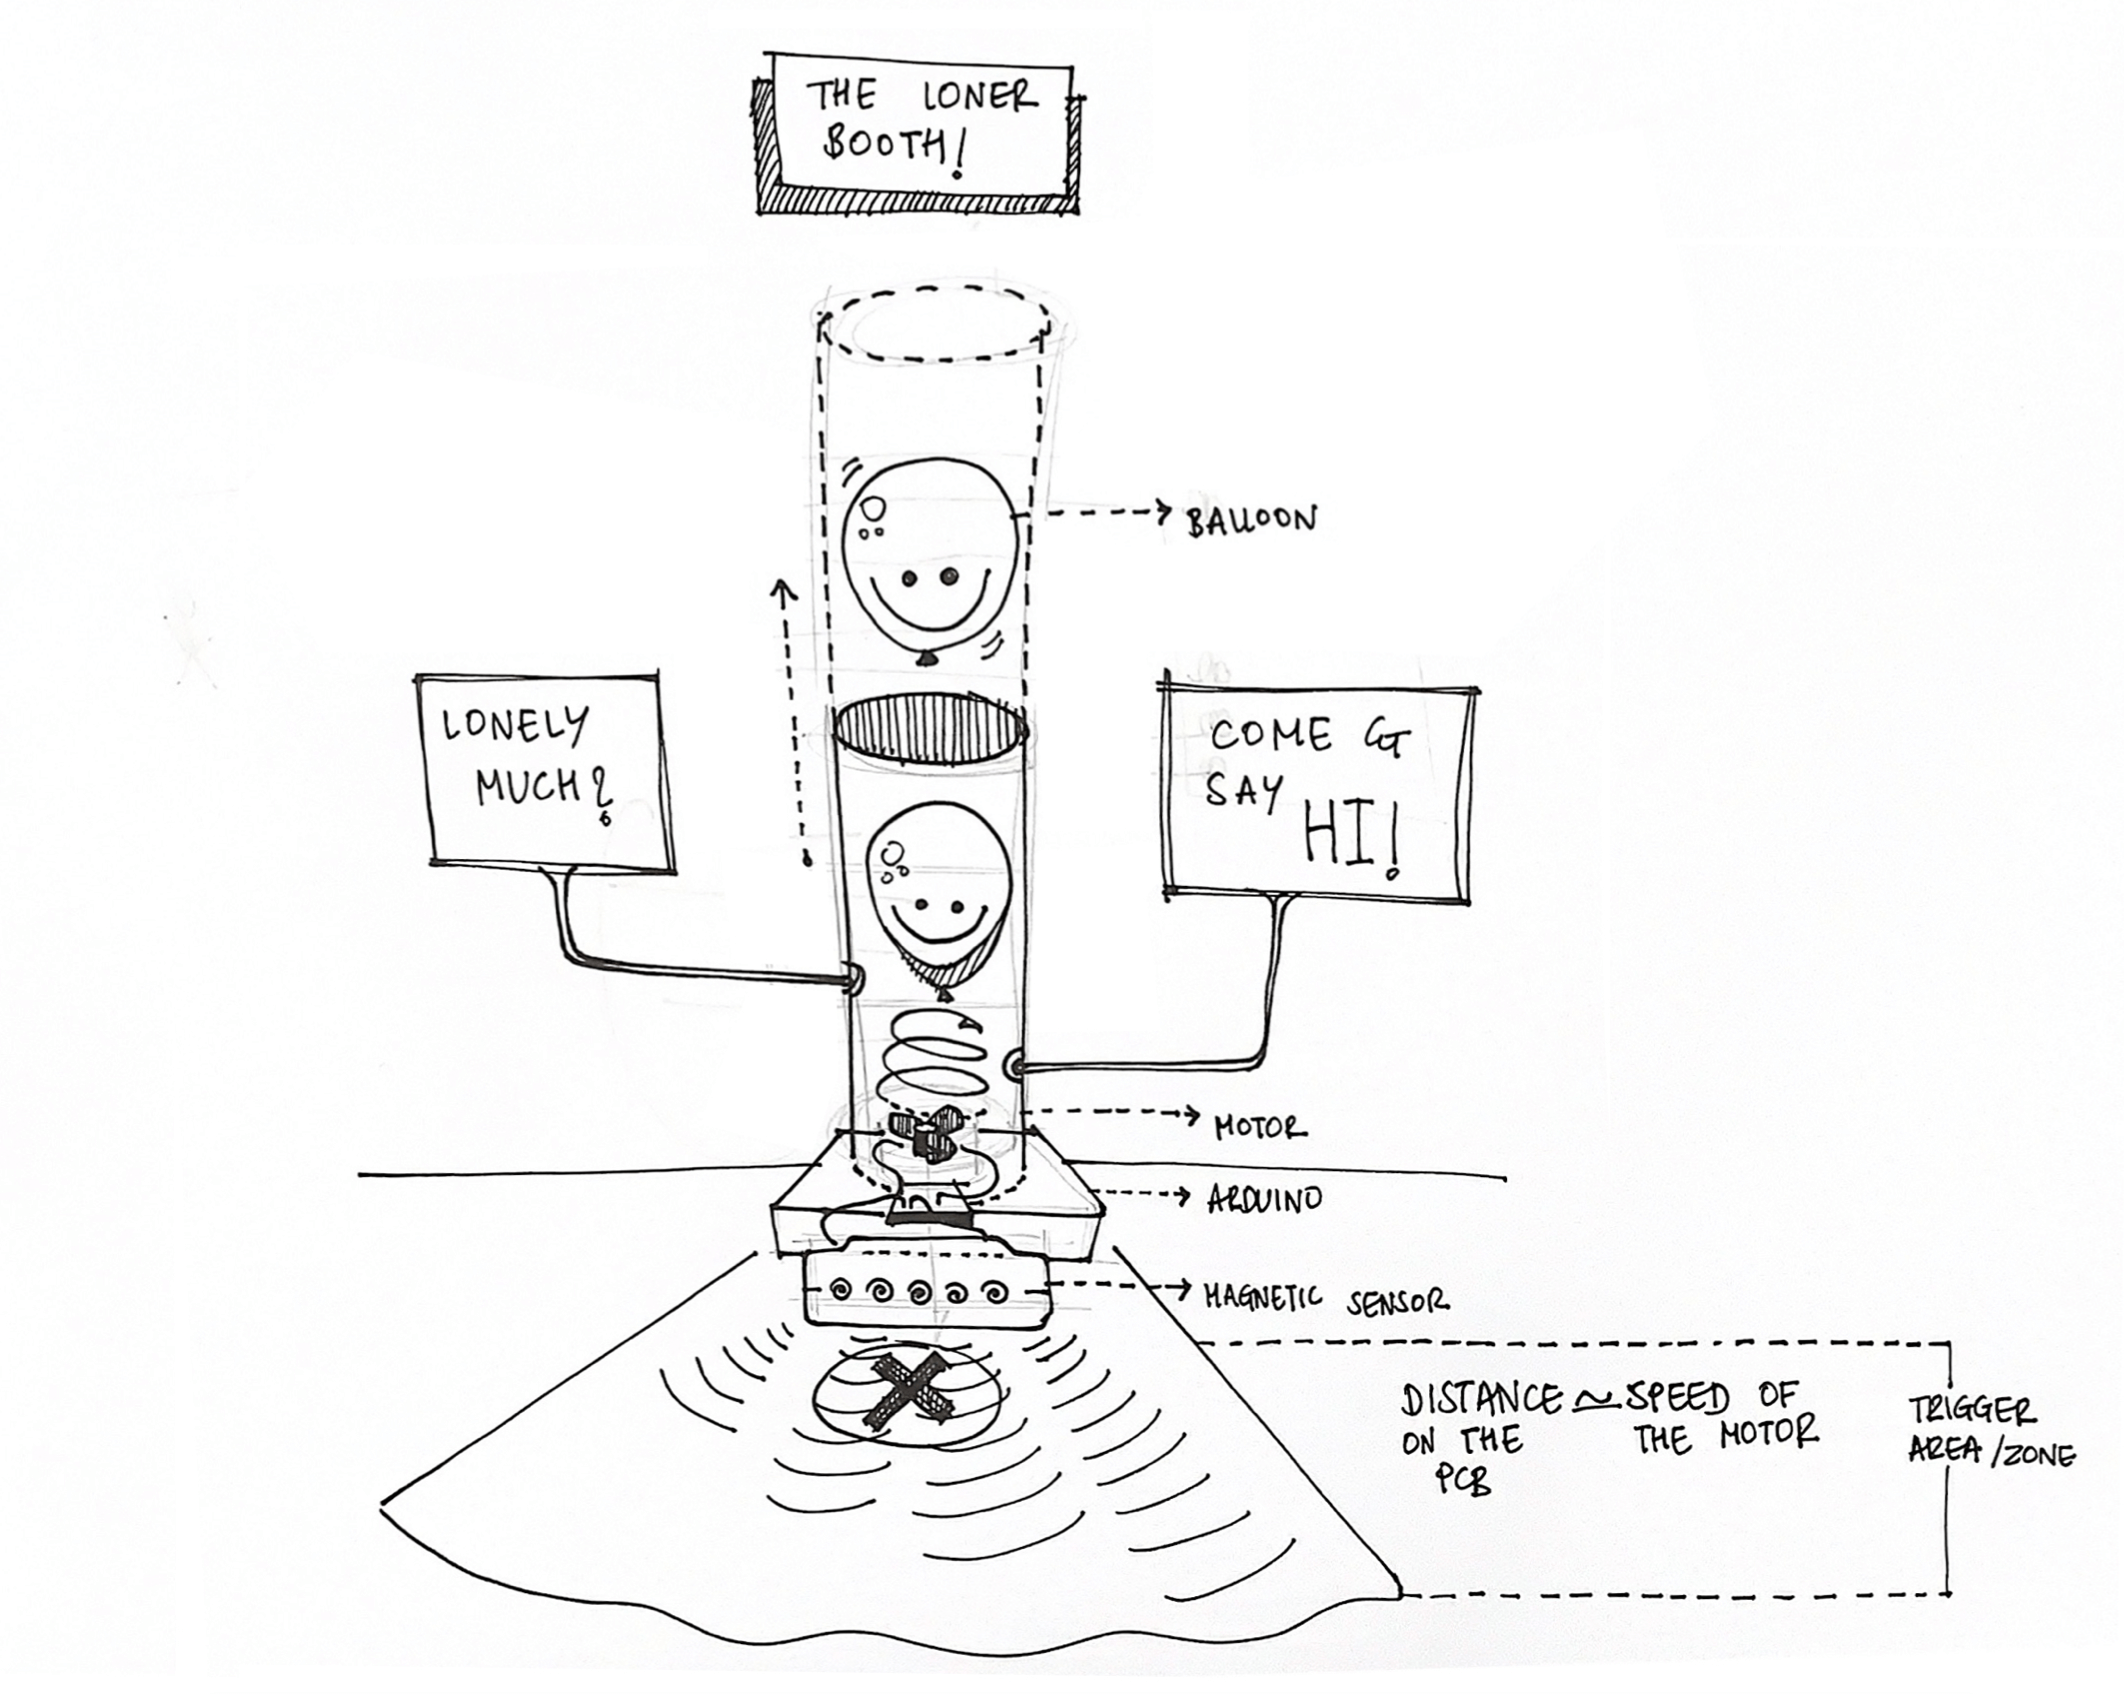 THE LONER
BOOTH!
BALLOON
LONELY
MUCH?
COME &
SAY
HI!
MOTOR
ARDUINO
MAGNETIC SENSOR
DISTANCE ~ SPEED OF
ON THE THE MOTOR
PCB
TRIGGER
AREA/ZONE